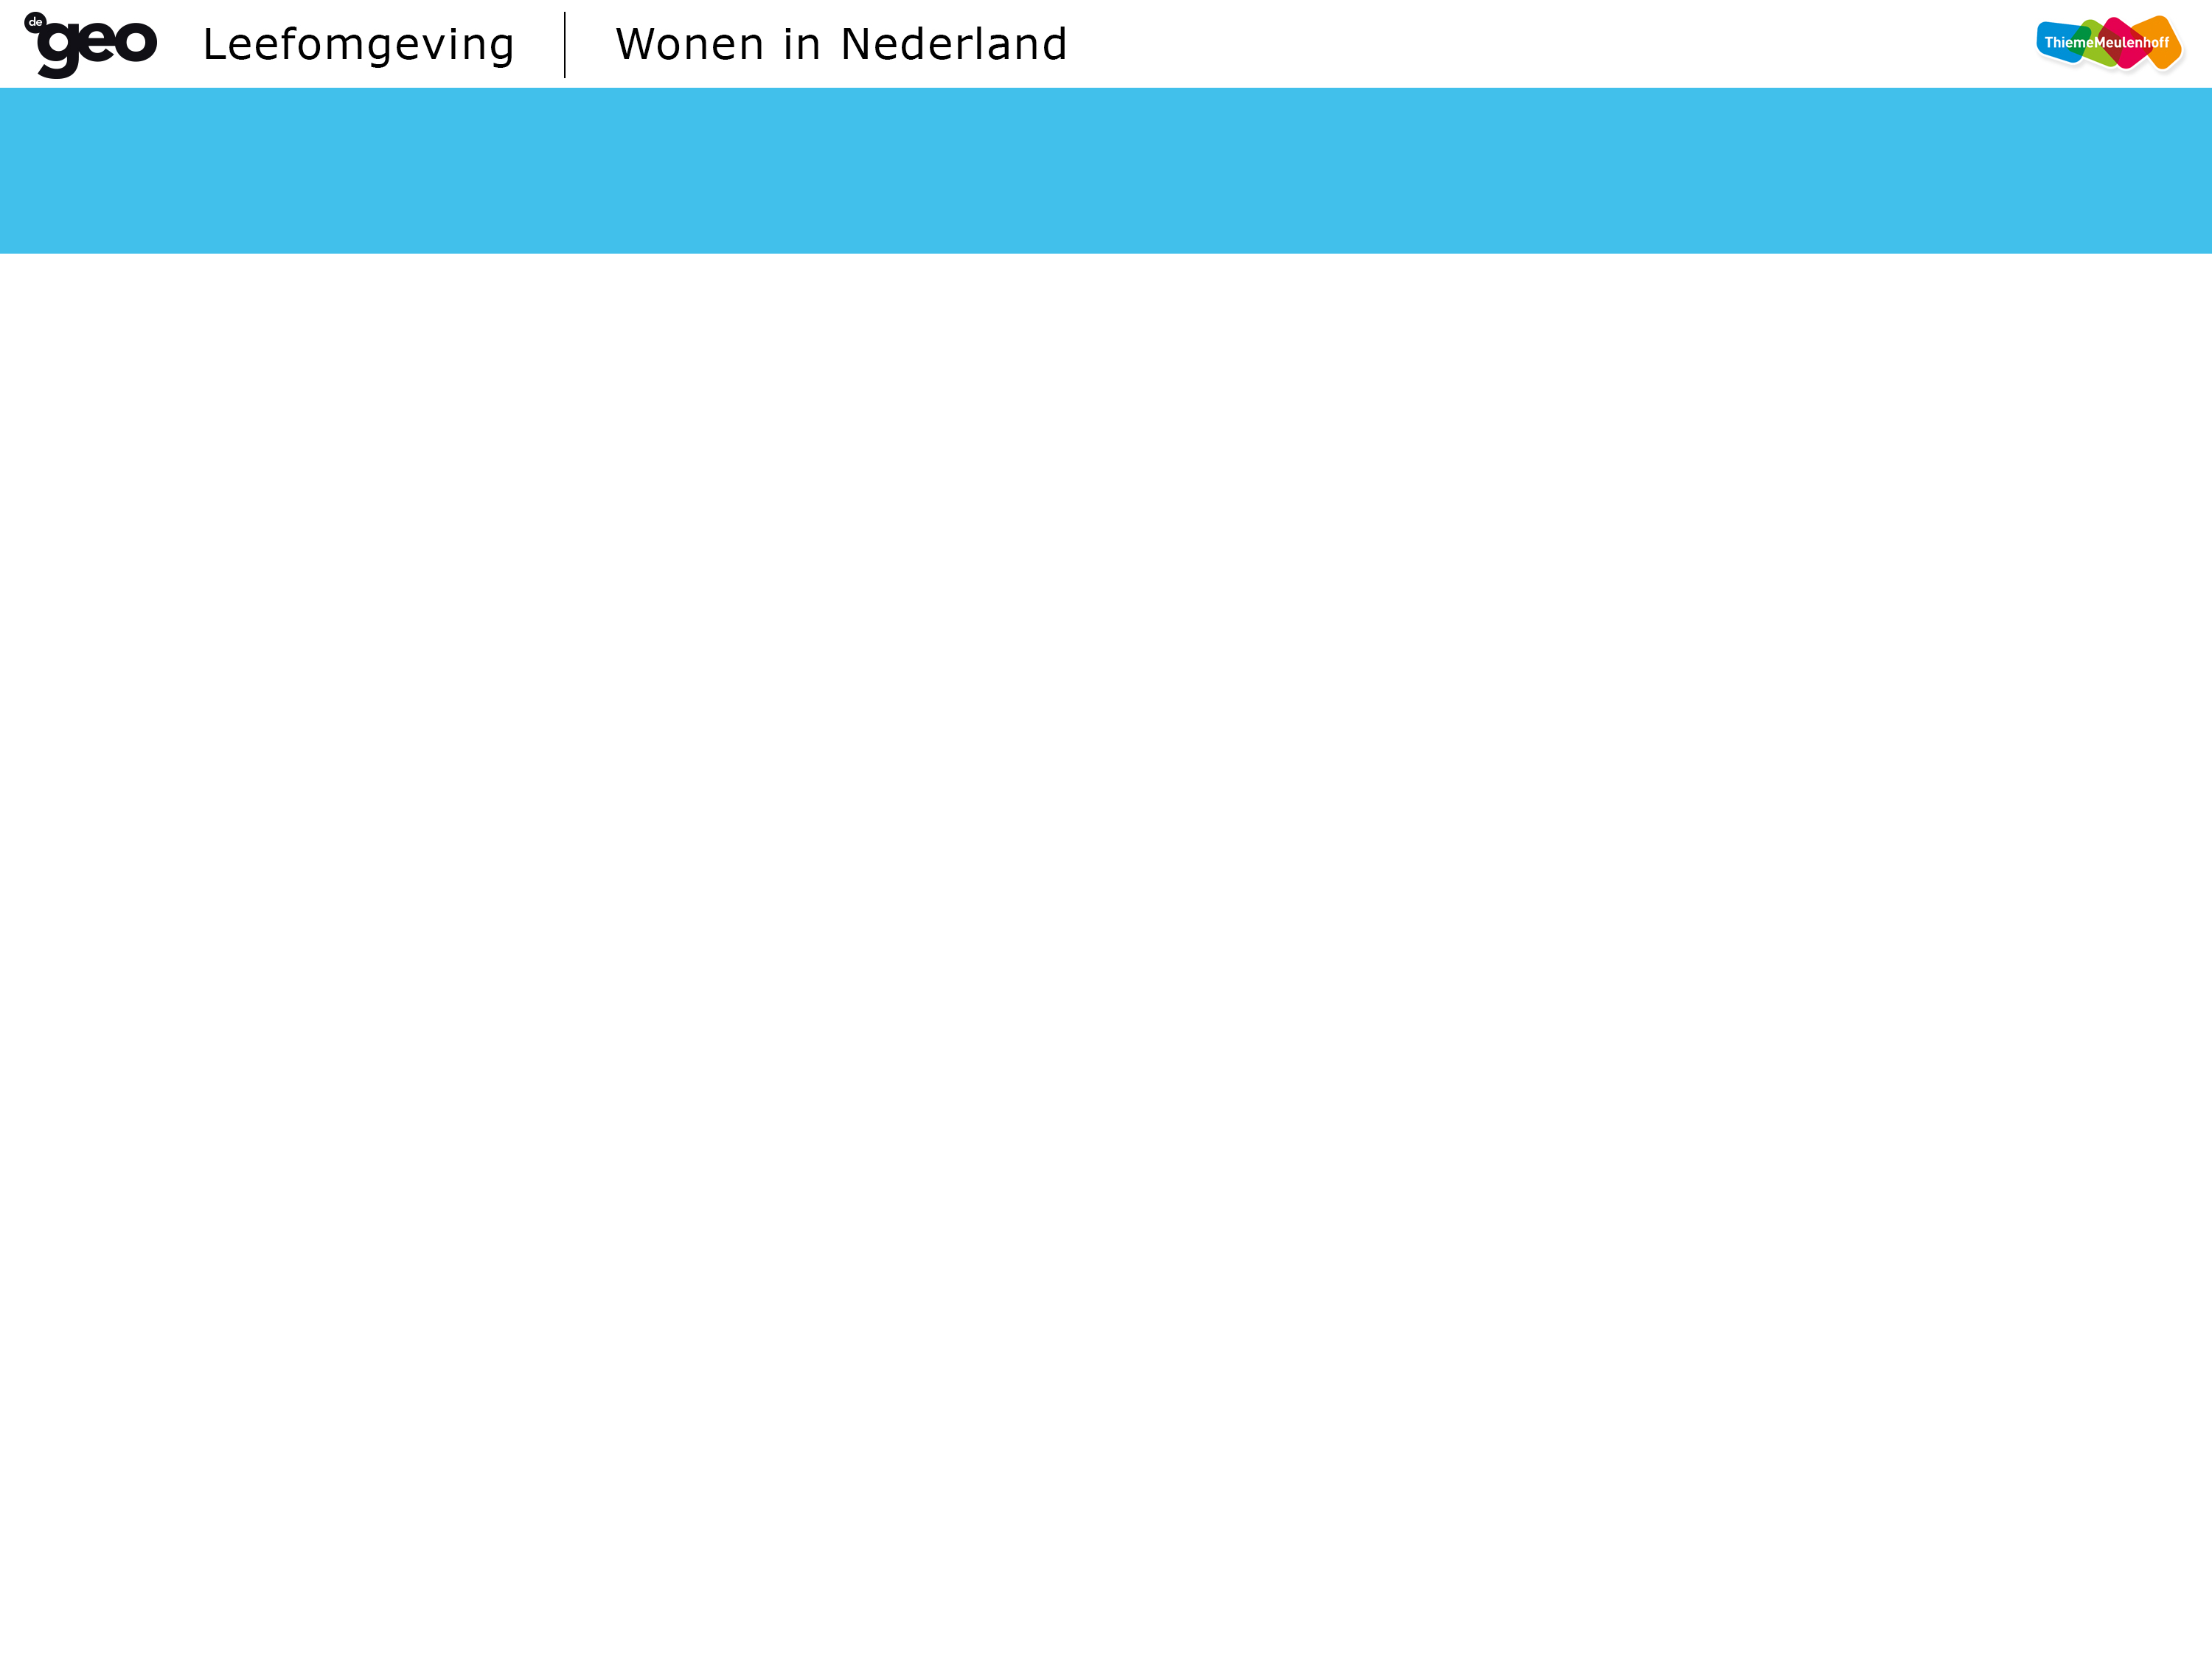 de geo
Leefomgeving
Wonen in Nederland
ThiemeMeulenhoff